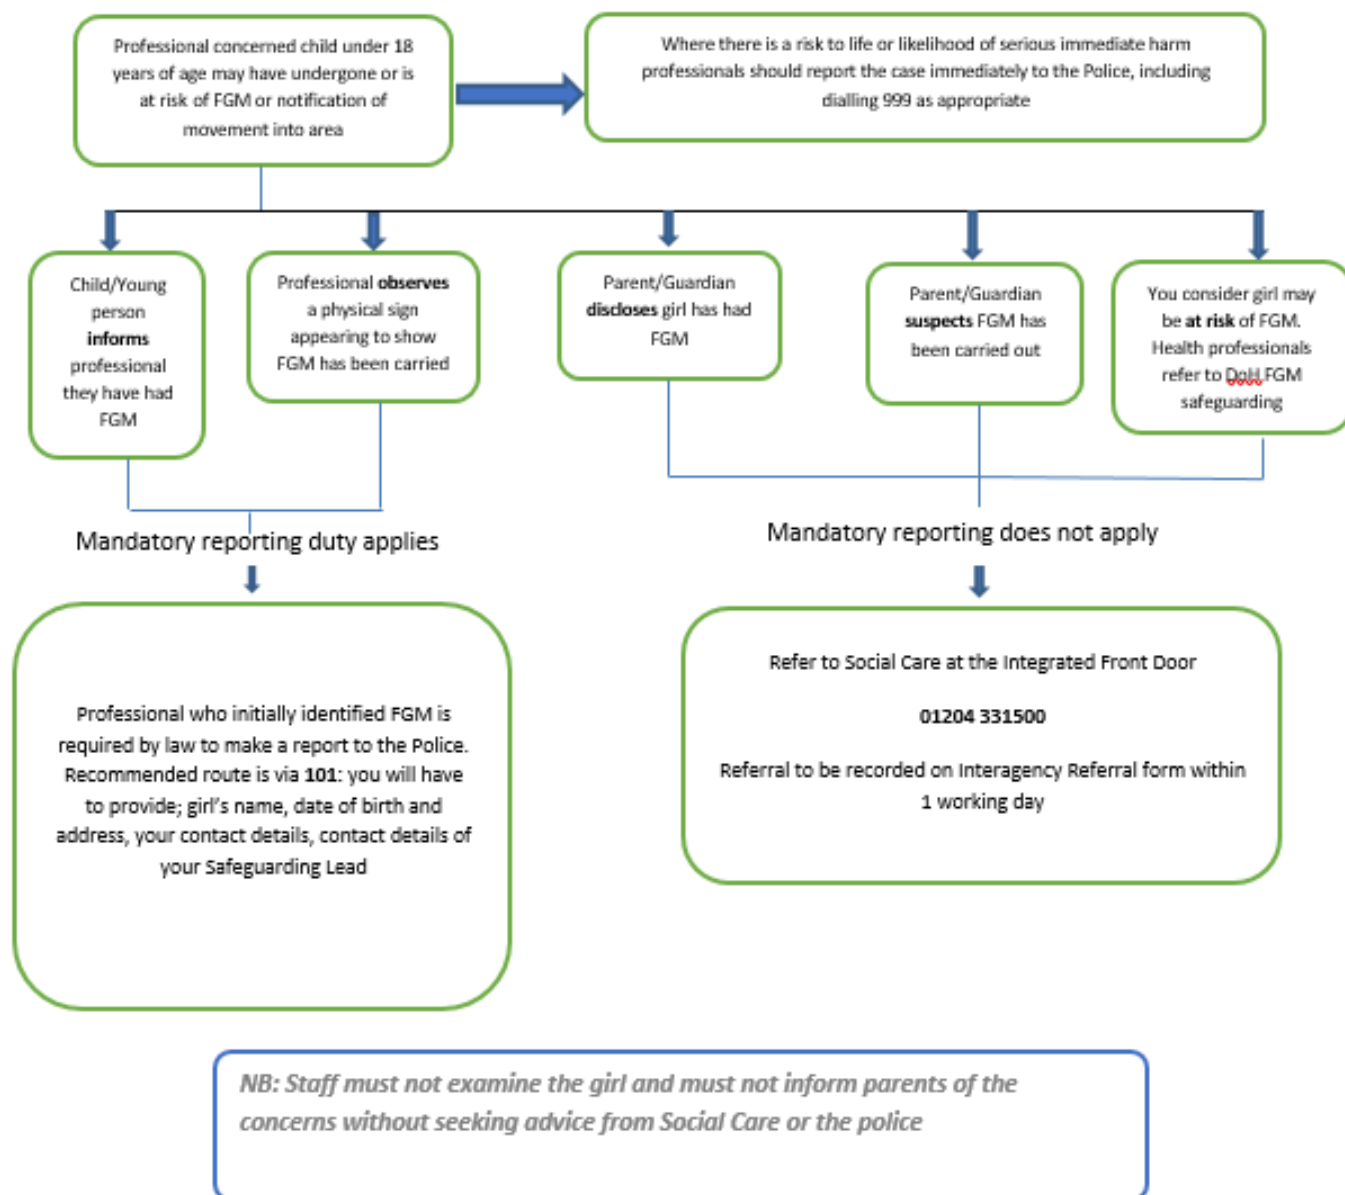 Professional concerned child under 18
years of age may have undergone or is
at risk of FGM or notification of
movement into area
Where there is a risk to life or likelihood of serious immediate harm
professionals should report the case immediately to the Police, including
dialling 999 as appropriate
Child/Young
person
informs
professional
they have had
FGM
Professional observes
a physical sign
appearing to show
FGM has been carried
Parent/Guardian
discloses girl has had
FGM
Parent/Guardian
suspects FGM has
been carried out
You consider girl may
be at risk of FGM.
Health professionals
refer to DoH FGM
safeguarding
Mandatory reporting duty applies
Mandatory reporting does not apply
Professional who initially identified FGM is
required by law to make a report to the Police.
Recommended route is via 101: you will have
to provide; girl's name, date of birth and
address, your contact details, contact details of
your Safeguarding Lead
Refer to Social Care at the Integrated Front Door
01204 331500
Referral to be recorded on Interagency Referral form within
1 working day
NB: Staff must not examine the girl and must not inform parents of the
concerns without seeking advice from Social Care or the police